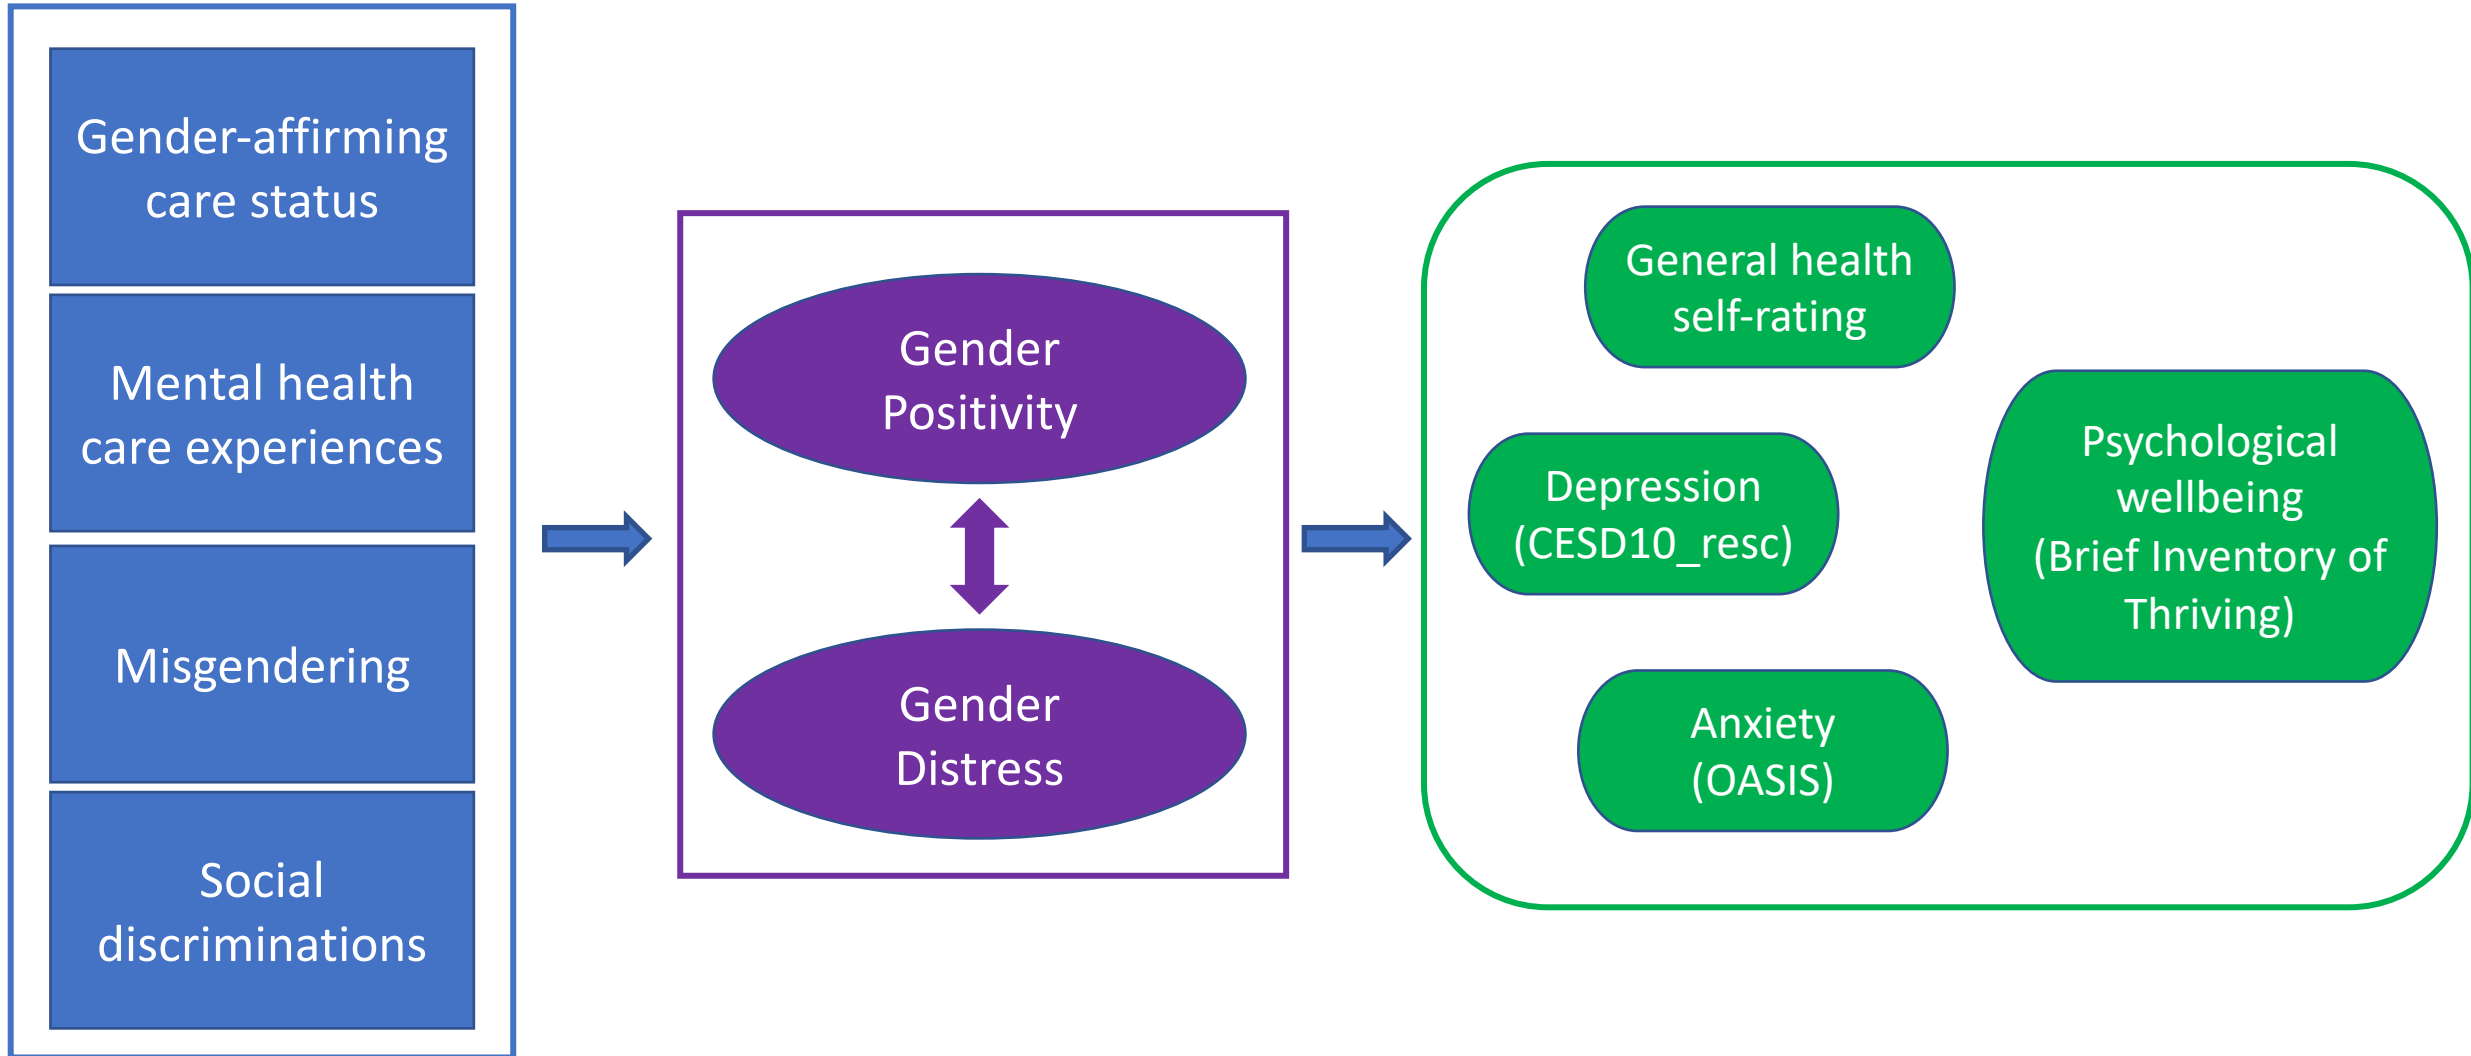 Gender-affirming
care status
Mental health
care experiences
Misgendering
Social
discriminations
Gender
Positivity
Gender
Distress
General health
self-rating
Depression
(CESD10_resc)
Anxiety
(OASIS)
Psychological
wellbeing
(Brief Inventory of
Thriving)